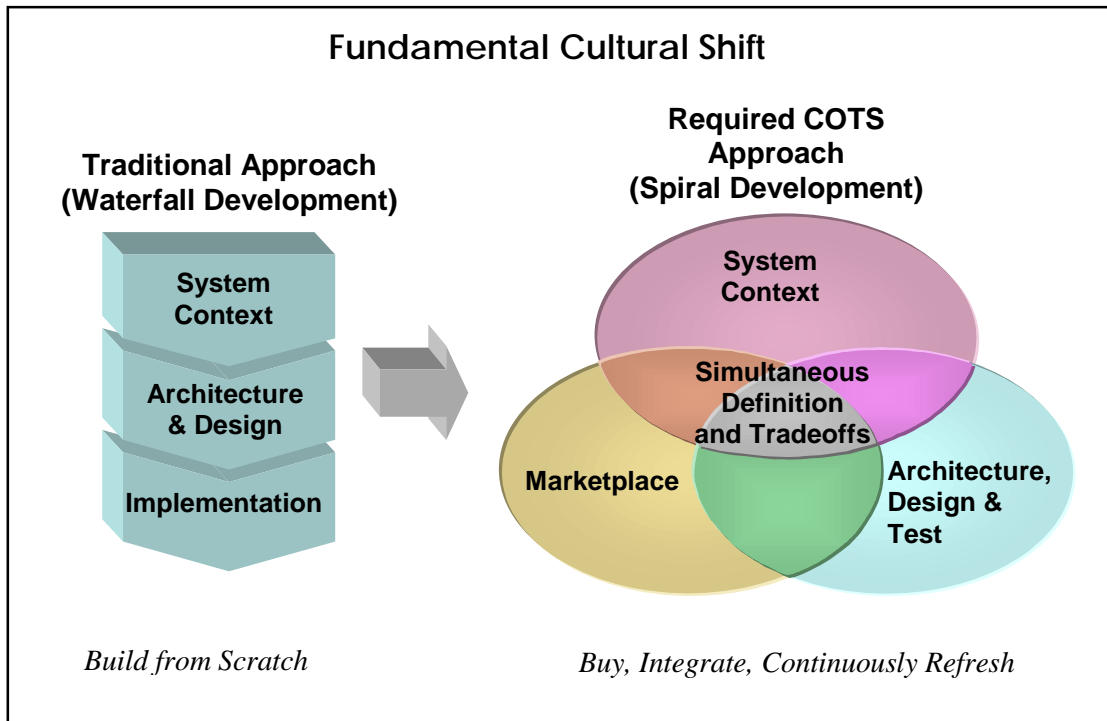 Fundamental Cultural Shift
Traditional Approach
(Waterfall Development)
System
Context
Architecture
& Design
Implementation
Build from Scratch
Required COTS
Approach
(Spiral Development)
System
Context
Simultaneous
Definition
and Tradeoffs
Marketplace
Architecture,
Design &
Test
Buy, Integrate, Continuously Refresh